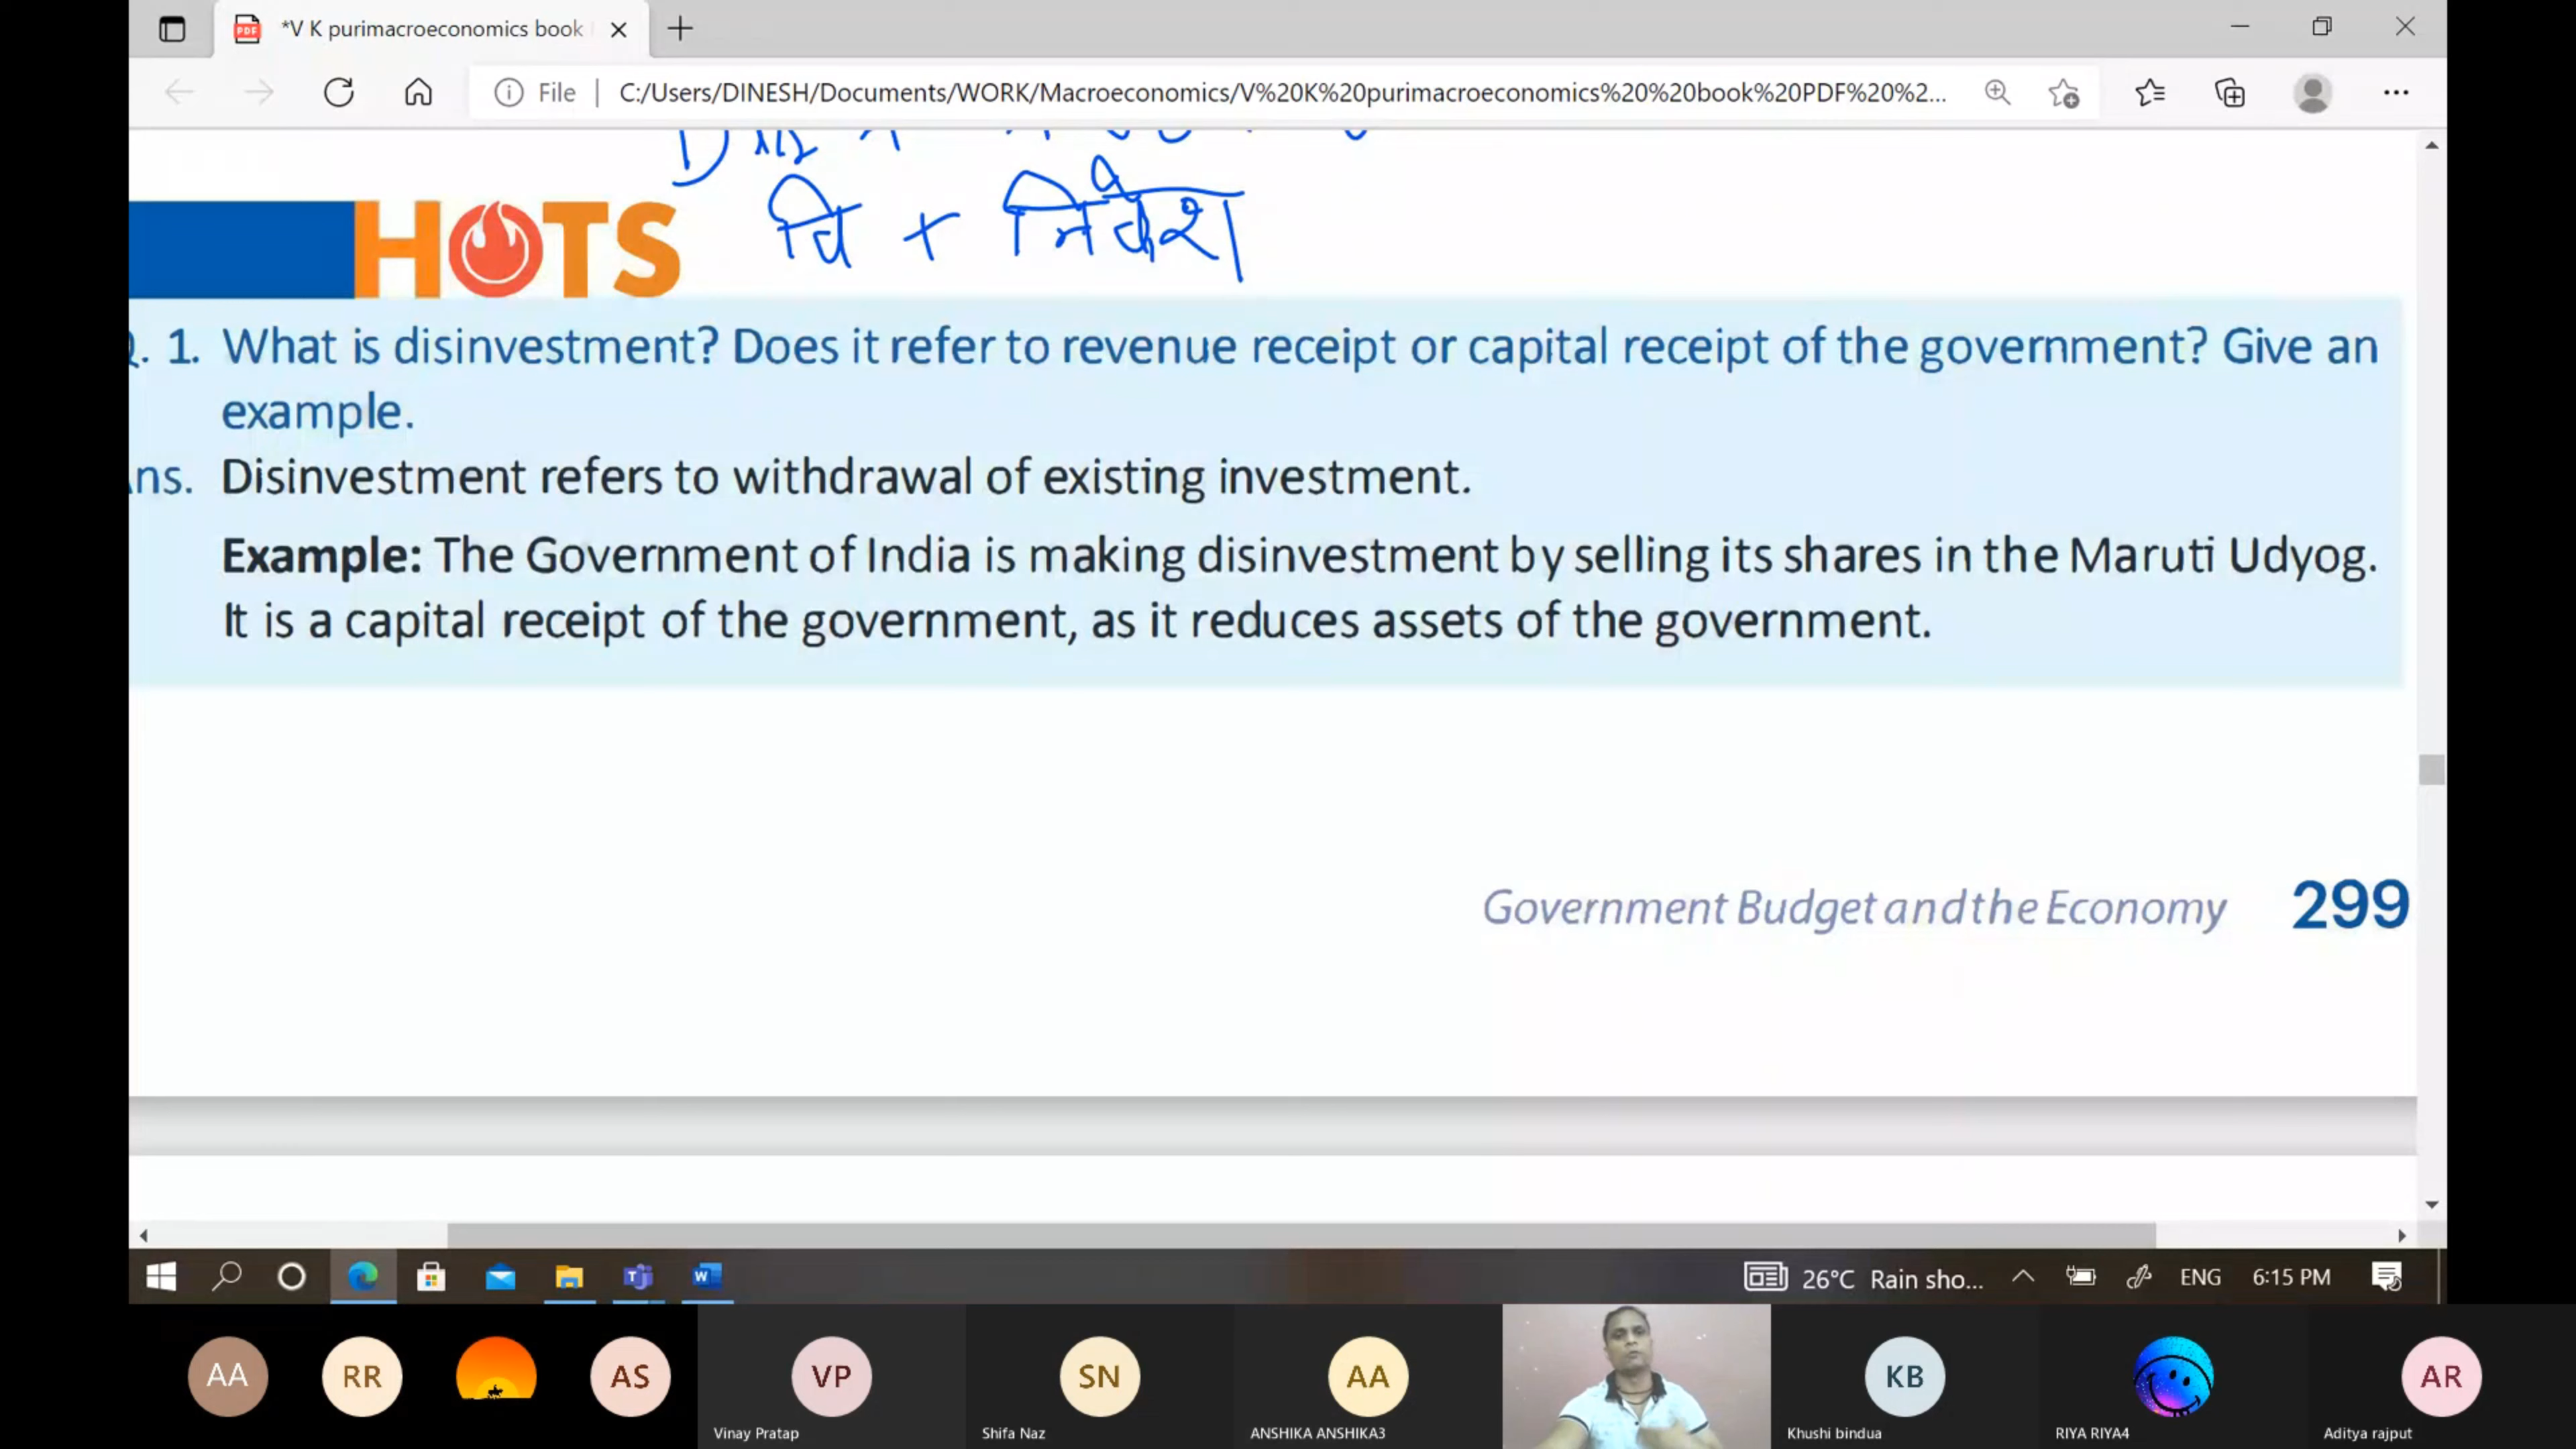 *V K purimacroeconomics book
File | C:/Users/DINESH/Documents/WORK/Macroeconomics/V%20K%20purimacroeconomics%20%20book%20PDF%20%2...
वि + निवेश
HOTS
Q. 1. What is disinvestment? Does it refer to revenue receipt or capital receipt of the government? Give an
example.
Ans. Disinvestment refers to withdrawal of existing investment.
Example: The Government of India is making disinvestment by selling its shares in the Maruti Udyog.
It is a capital receipt of the government, as it reduces assets of the government.
Government Budget and the Economy 299
26°C Rain sho... ENG 6:15 PM
AA RR AS VP SN AA KB AR
Vinay Pratap Shifa Naz ANSHIKA ANSHIKA3 Khushi bindua RIYA RIYA4 Aditya rajput